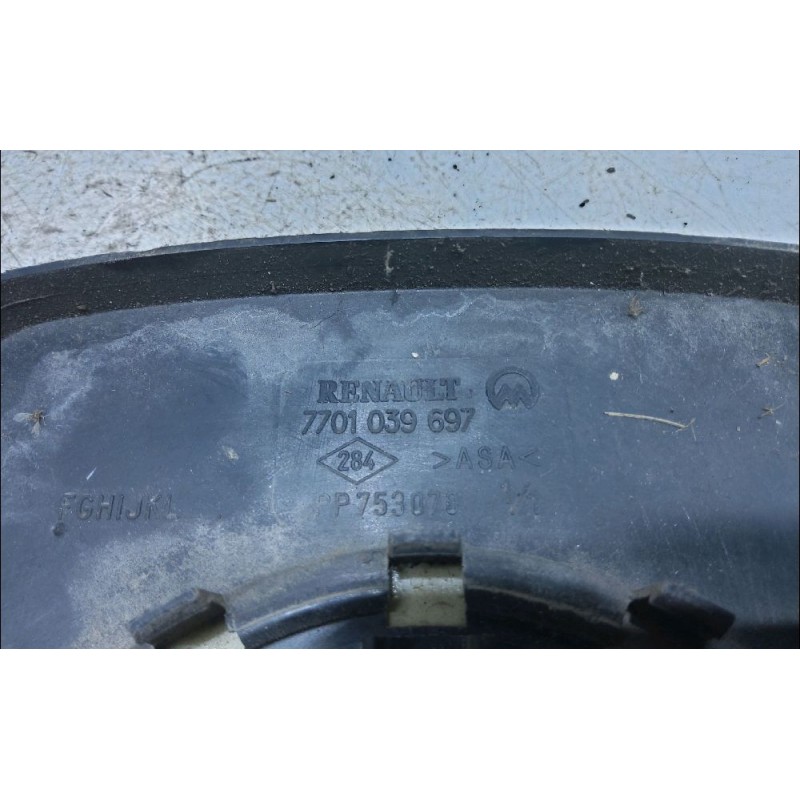 RENAULT
7701 039 697
284 >ASA<
FGHIJKL